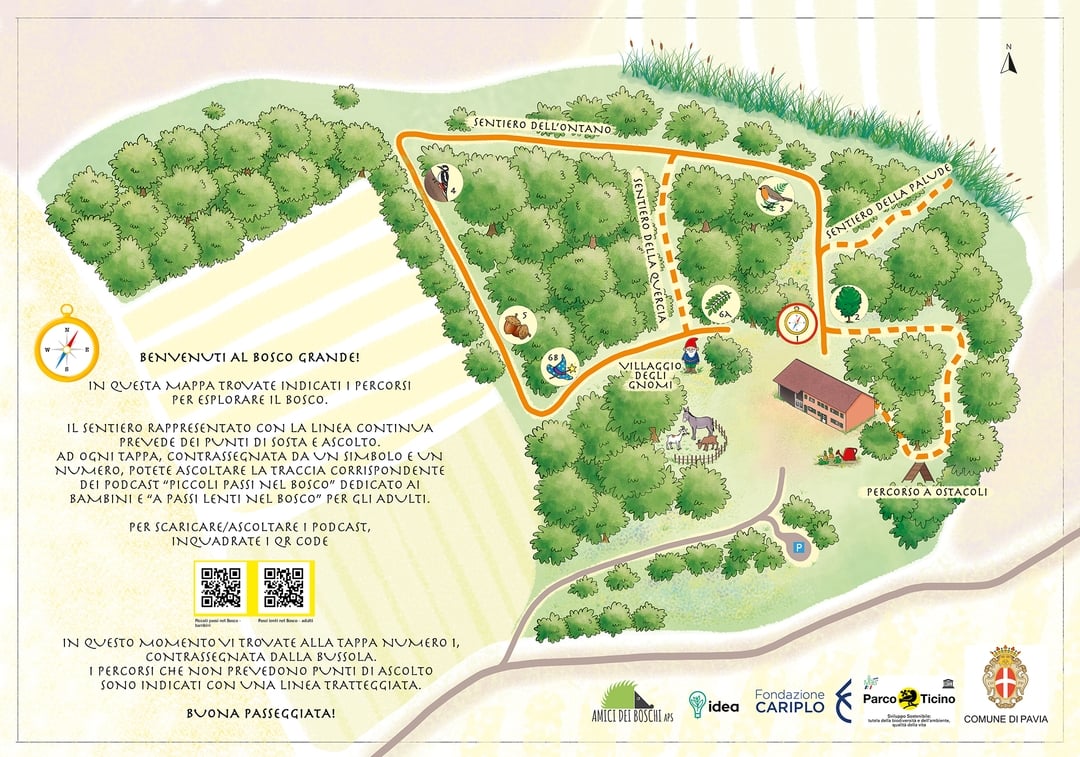 N
SENTIERO DELL'ONTANO
SENTIERO DELLA PALUDE
SENTIERO DELLA QUERCIA
4
3
5
6A
2
1
6B
VILLAGGIO
DEGLI
GNOMI
PERCORSO A OSTACOLI
P
N
W
E
S
BENVENUTI AL BOSCO GRANDE!
IN QUESTA MAPPA TROVATE INDICATI I PERCORSI
PER ESPLORARE IL BOSCO.
IL SENTIERO RAPPRESENTATO CON LA LINEA CONTINUA
PREVEDE DEI PUNTI DI SOSTA E ASCOLTO.
AD OGNI TAPPA, CONTRASSEGNATA DA UN SIMBOLO E UN
NUMERO, POTETE ASCOLTARE LA TRACCIA CORRISPONDENTE
DEI PODCAST "PICCOLI PASSI NEL BOSCO" DEDICATO AI
BAMBINI E "A PASSI LENTI NEL BOSCO" PER GLI ADULTI.
PER SCARICARE/ASCOLTARE I PODCAST,
INQUADRATE I QR CODE
Piccoli passi nel Bosco -
bambini
Passi lenti nel Bosco - adulti
IN QUESTO MOMENTO VI TROVATE ALLA TAPPA NUMERO 1,
CONTRASSEGNATA DALLA BUSSOLA.
I PERCORSI CHE NON PREVEDONO PUNTI DI ASCOLTO
SONO INDICATI CON UNA LINEA TRATTEGGIATA.
BUONA PASSEGGIATA!
AMICI DEI BOSCHI APS
idea
Fondazione
CARIPLO
Parco Ticino
Sviluppo Sostenibile:
tutela della biodiversità e dell'ambiente,
qualità della vita
COMUNE DI PAVIA